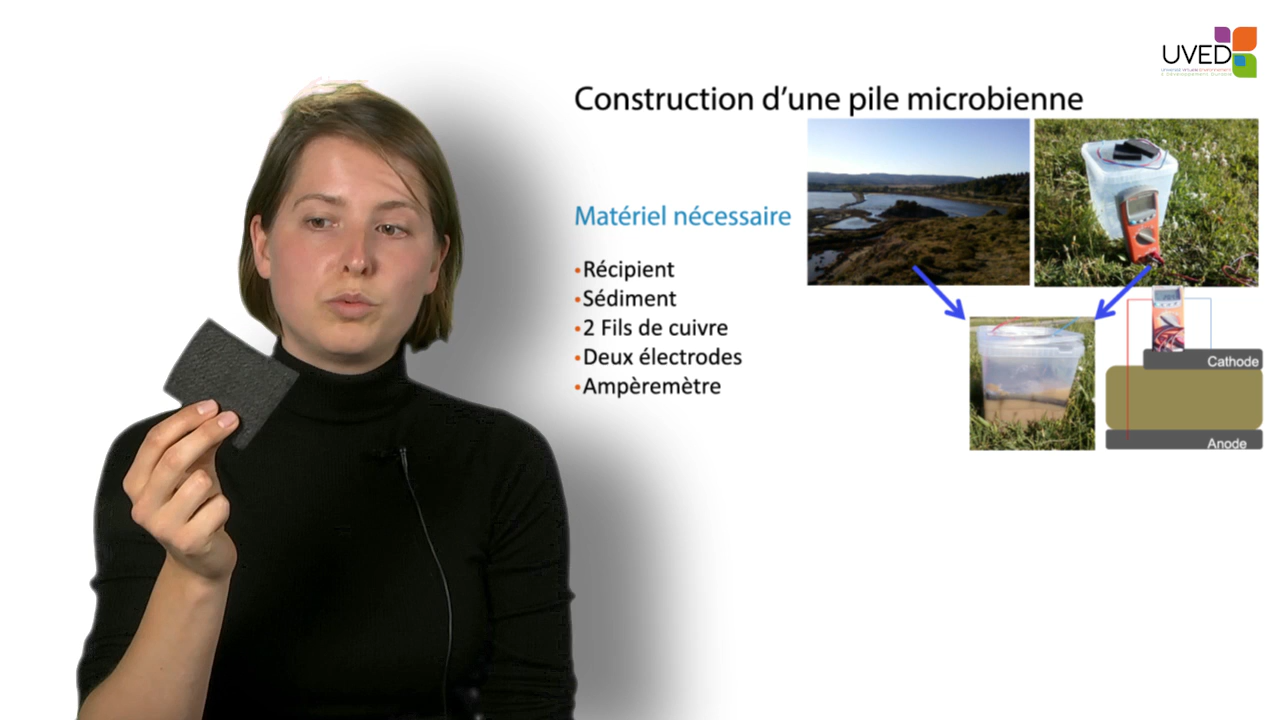 UVED
Construction d'une pile microbienne
Matériel nécessaire
•Récipient
•Sédiment
•2 Fils de cuivre
•Deux électrodes
•Ampèremètre
Cathode
Anode